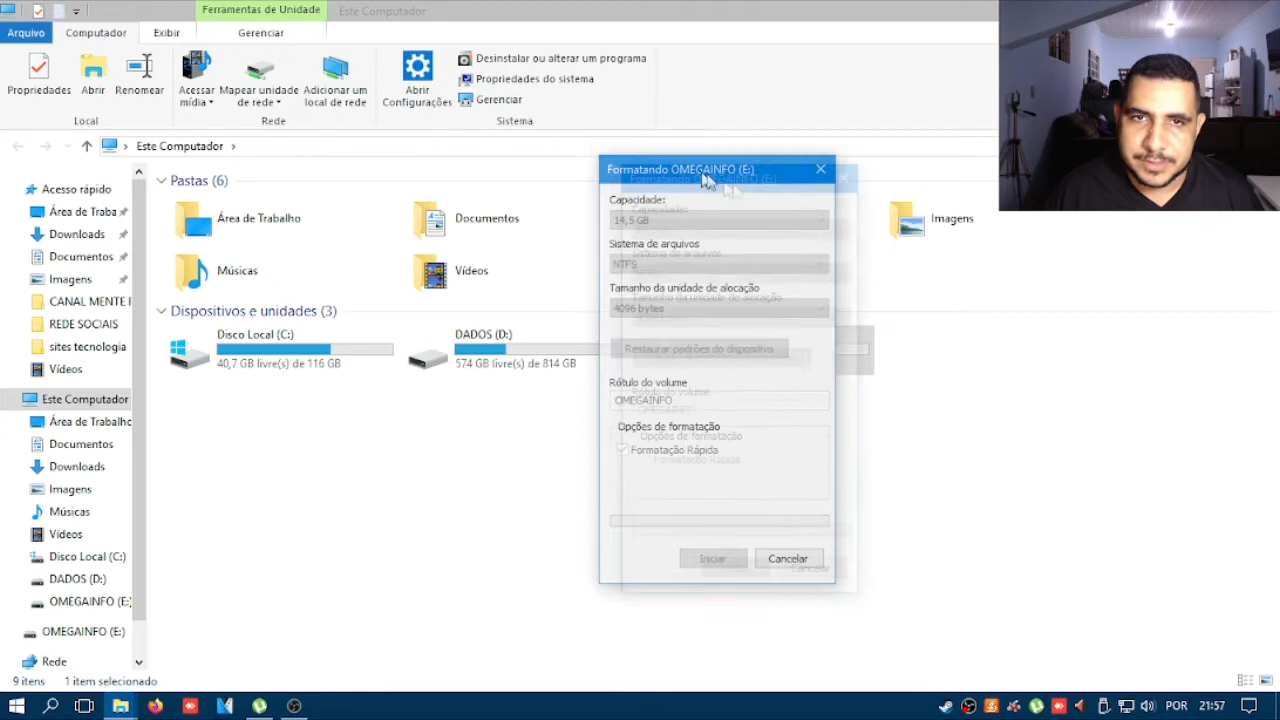 Ferramentas de Unidade
Este Computador
Arquivo
Computador
Exibir
Gerenciar
Propriedades
Abrir
Renomear
Acessar mídia
Mapear unidade de rede
Adicionar um local de rede
Abrir Configurações
Desinstalar ou alterar um programa
Propriedades do sistema
Gerenciar
Local
Rede
Sistema
Este Computador
Acesso rápido
Área de Traba
Downloads
Documentos
Imagens
CANAL MENTE
REDE SOCIAIS
sites tecnologia
Vídeos
Este Computador
Área de Trabalho
Documentos
Downloads
Imagens
Músicas
Vídeos
Disco Local (C:)
DADOS (D:)
OMEGAINFO (E:)
OMEGAINFO (E:)
Rede
Pastas (6)
Área de Trabalho
Documentos
Imagens
Músicas
Vídeos
Dispositivos e unidades (3)
Disco Local (C:)
40,7 GB livre(s) de 116 GB
DADOS (D:)
574 GB livre(s) de 814 GB
Formatando OMEGAINFO (E:)
Capacidade:
14,5 GB
Sistema de arquivos
NTFS
Tamanho da unidade de alocação
4096 bytes
Restaurar padrões do dispositivo
Rótulo do volume
OMEGAINFO
Opções de formatação
Formatação Rápida
Iniciar
Cancelar
9 itens
1 item selecionado
POR
21:57